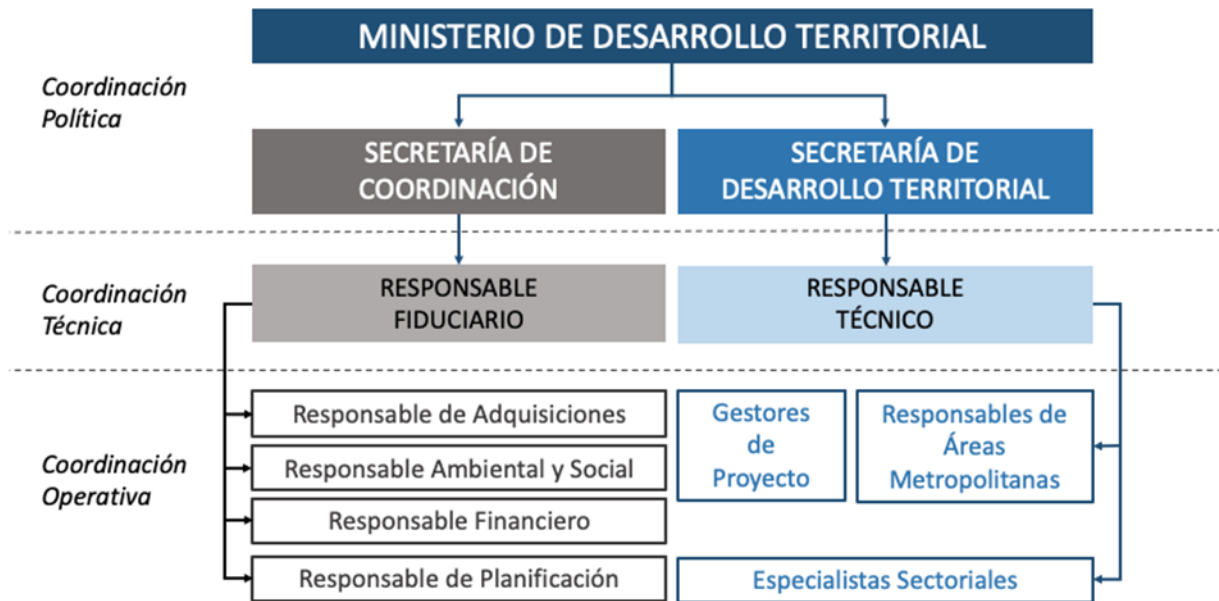 MINISTERIO DE DESARROLLO TERRITORIAL
Coordinación
Política
SECRETARÍA DE
COORDINACIÓN
SECRETARÍA DE
DESARROLLO TERRITORIAL
Coordinación
Técnica
RESPONSABLE
FIDUCIARIO
RESPONSABLE
TÉCNICO
Coordinación
Operativa
Responsable de Adquisiciones
Responsable Ambiental y Social
Responsable Financiero
Responsable de Planificación
Gestores
de
Proyecto
Responsables de
Áreas
Metropolitanas
Especialistas Sectoriales